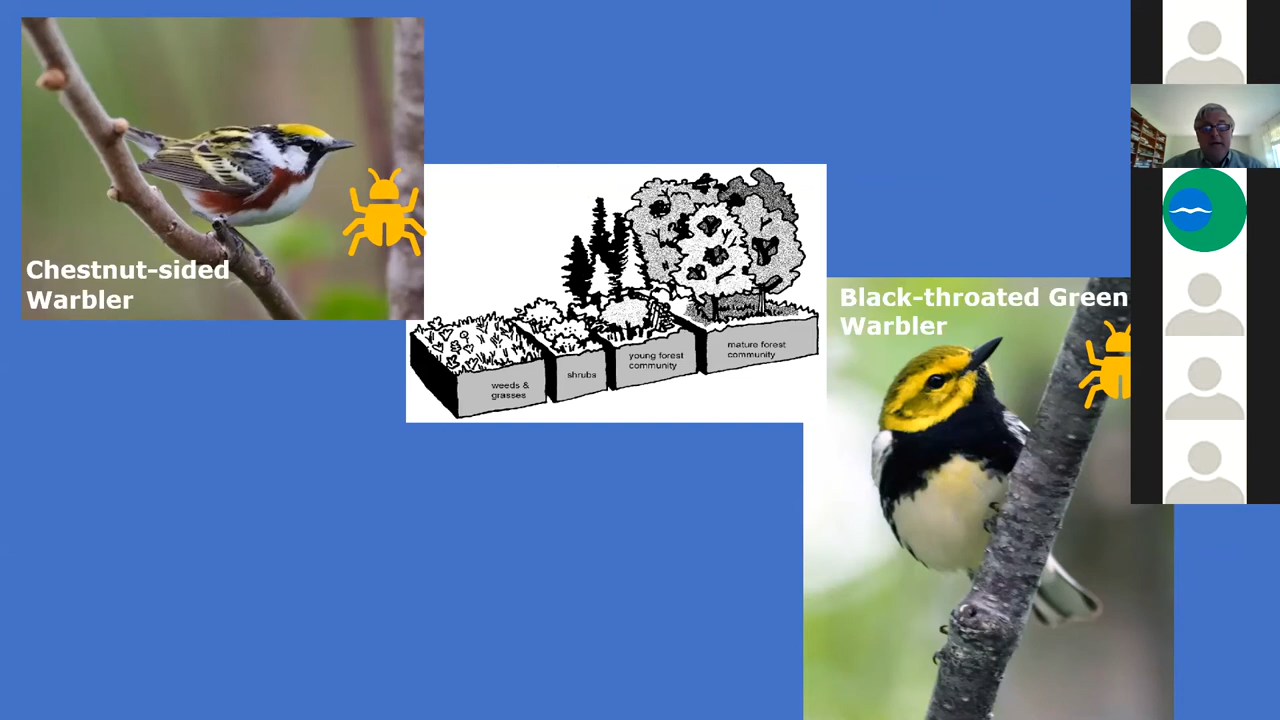 Chestnut-sided
Warbler
weeds &
grasses
shrubs
young forest
community
mature forest
community
Black-throated Green
Warbler